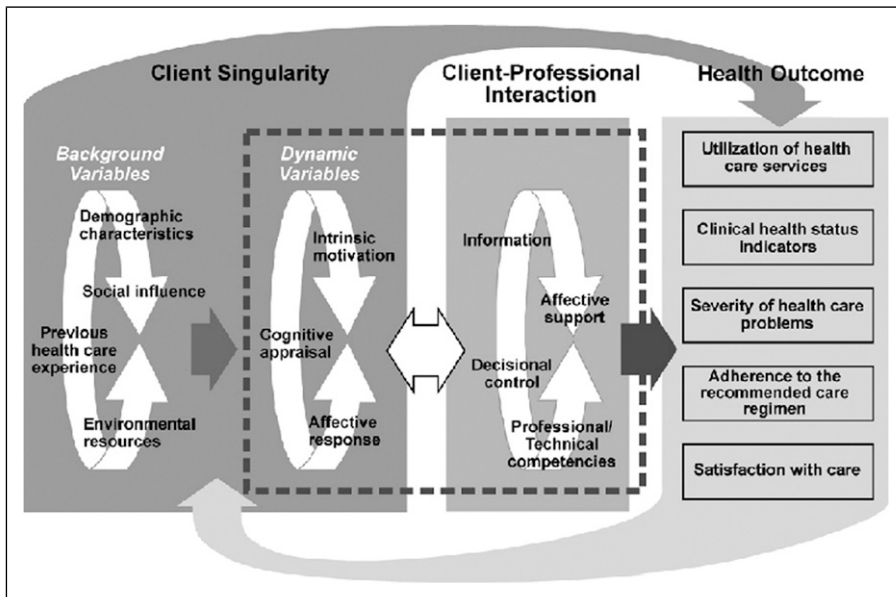 Client Singularity
Client-Professional
Interaction
Health Outcome
Background
Variables
Demographic
characteristics
Social influence
Previous
health care
experience
Environmental
resources
Dynamic
Variables
Intrinsic
motivation
Cognitive
appraisal
Affective
response
Information
Affective
support
Decisional
control
Professional/
Technical
competencies
Utilization of health
care services
Clinical health status
indicators
Severity of health care
problems
Adherence to the
recommended care
regimen
Satisfaction with care